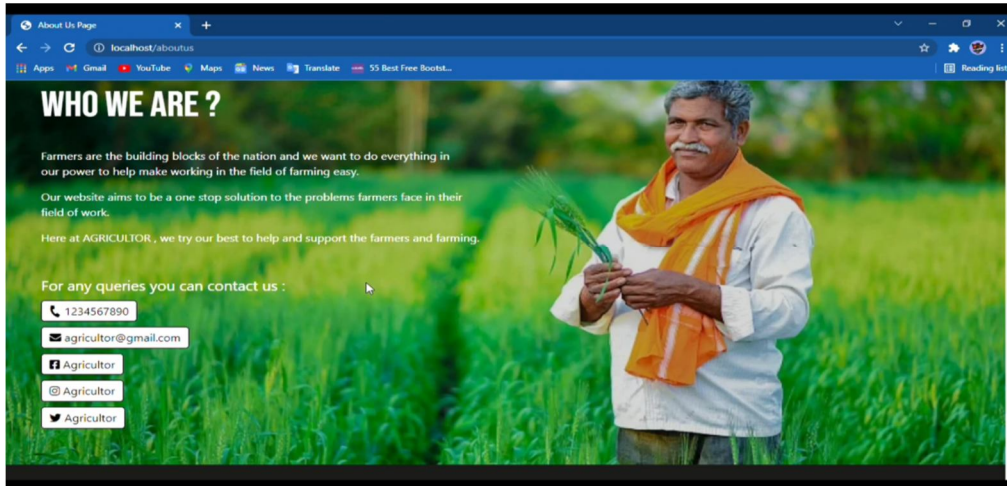 About Us Page
localhost/aboutus
Apps Gmail YouTube Maps News Translate 55 Best Free Bootst... Reading list
WHO WE ARE ?
Farmers are the building blocks of the nation and we want to do everything in
our power to help make working in the field of farming easy.
Our website aims to be a one stop solution to the problems farmers face in their
field of work.
Here at AGRICULTOR , we try our best to help and support the farmers and farming.
For any queries you can contact us :
1234567890
agricultor@gmail.com
Agricultor
Agricultor
Agricultor